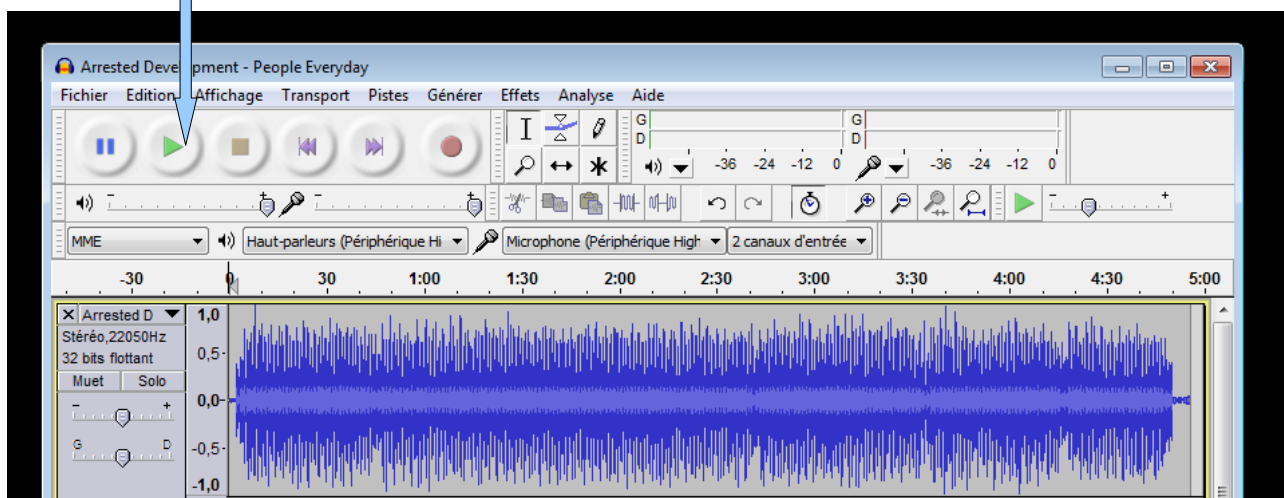 Arrested Development - People Everyday
Fichier Edition Affichage Transport Pistes Générer Effets Analyse Aide
G
D
-36 -24 -12 0
G
D
-36 -24 -12 0
- + - + - +
MME
Haut-parleurs (Périphérique Hi
Microphone (Périphérique High
2 canaux d'entrée
-30 0 30 1:00 1:30 2:00 2:30 3:00 3:30 4:00 4:30 5:00
Arrested D
Stéréo,22050Hz
32 bits flottant
Muet Solo
- +
G D
1,0
0,5-
0,0-
-0,5-
-1,0